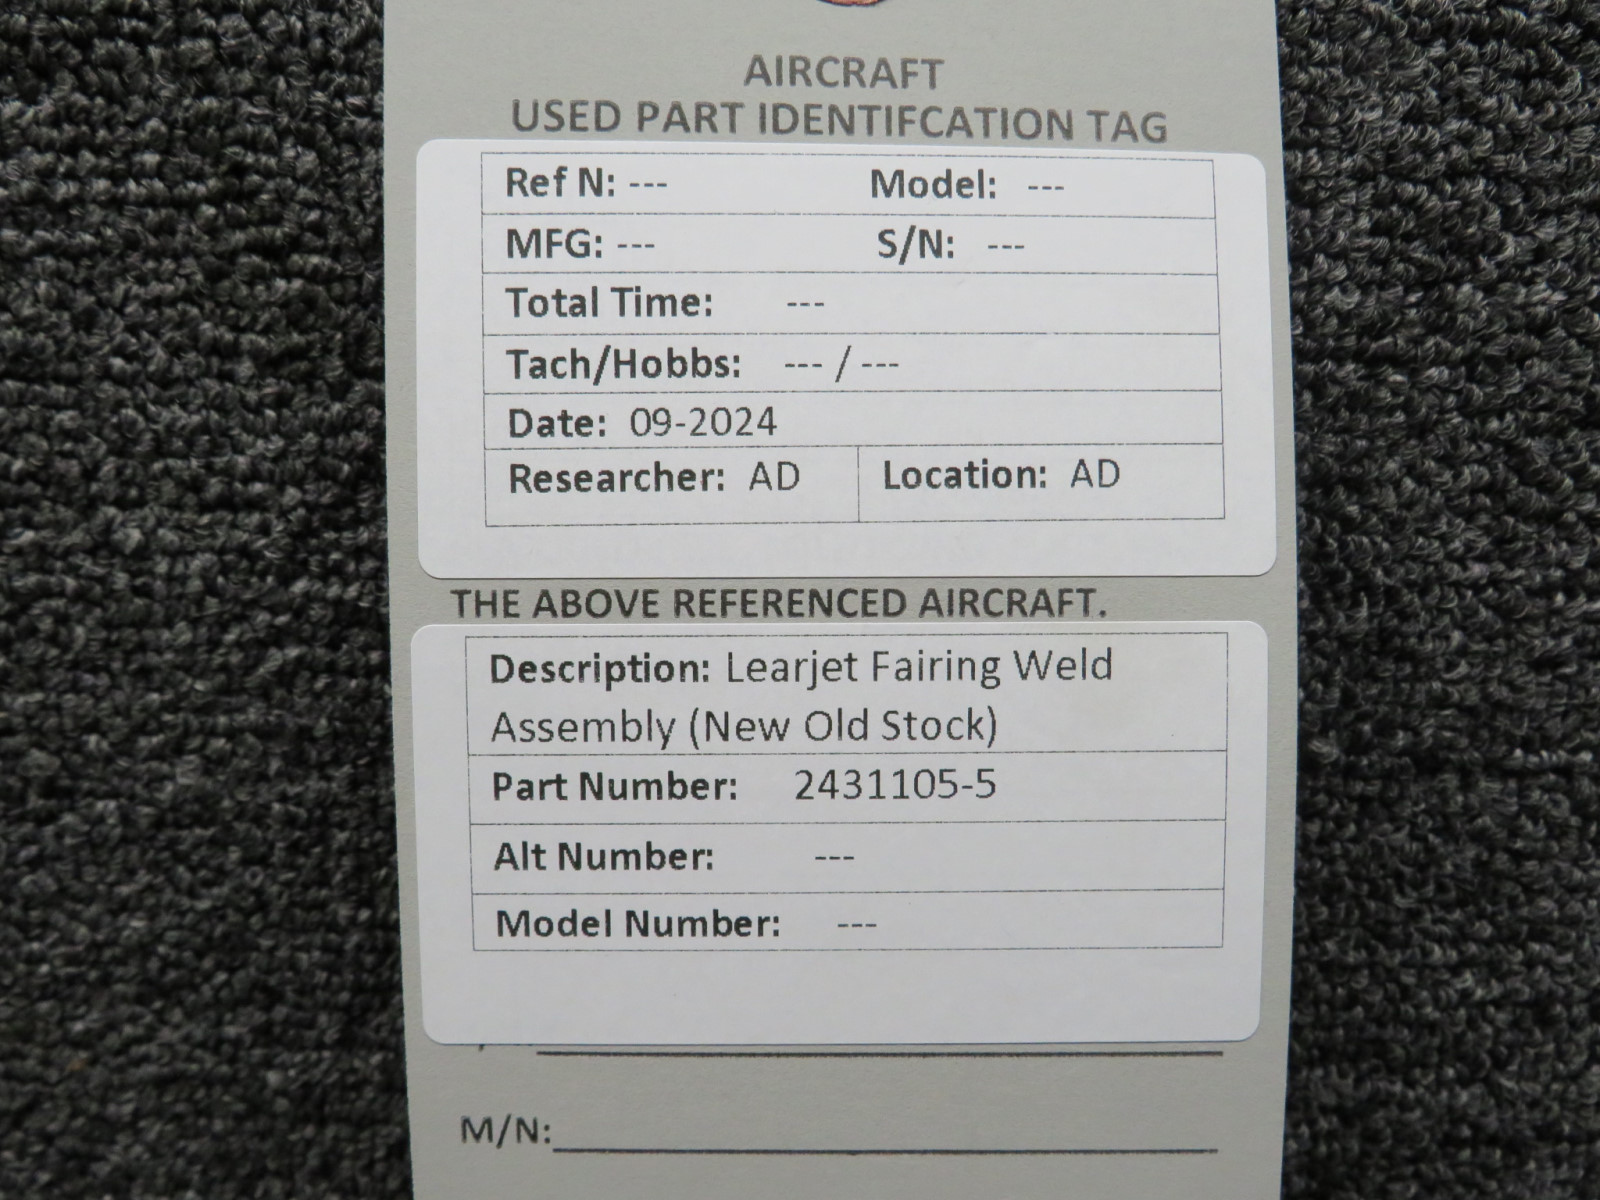 AIRCRAFT
USED PART IDENTIFCATION TAG
Ref N: --- Model: ---
MFG: --- S/N: ---
Total Time: ---
Tach/Hobbs: --- / ---
Date: 09-2024
Researcher: AD Location: AD
THE ABOVE REFERENCED AIRCRAFT.
Description: Learjet Fairing Weld
Assembly (New Old Stock)
Part Number: 2431105-5
Alt Number: ---
Model Number: ---
M/N: